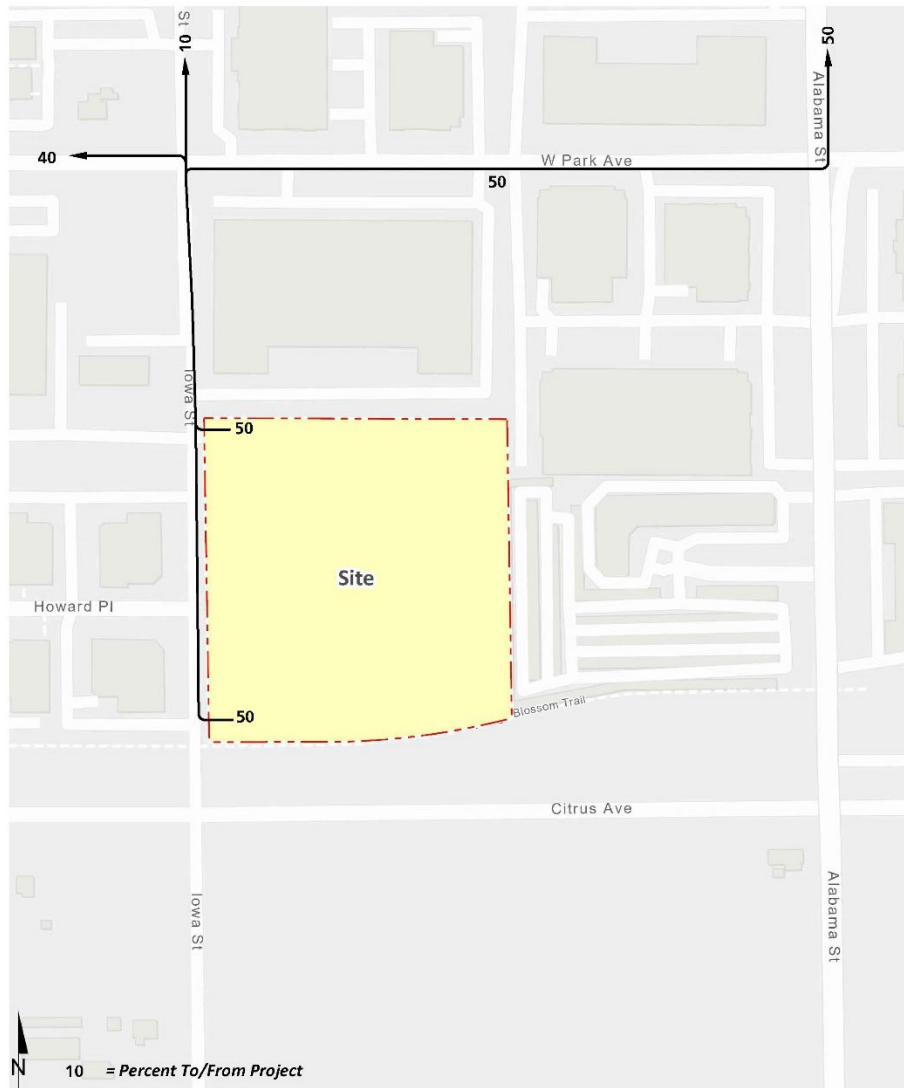 St
10
50
Alabama St
40
W Park Ave
50
Iowa St
50
Site
Howard Pl
50
Blossom Trail
Citrus Ave
Iowa St
Alabama St
N
10 = Percent To/From Project